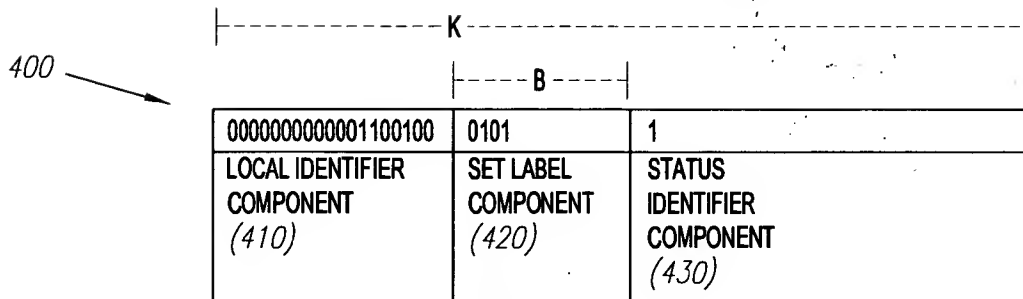 K
400
B
0000000000001100100 0101 1
LOCAL IDENTIFIER SET LABEL STATUS
COMPONENT COMPONENT IDENTIFIER
(410) (420) COMPONENT
(430)